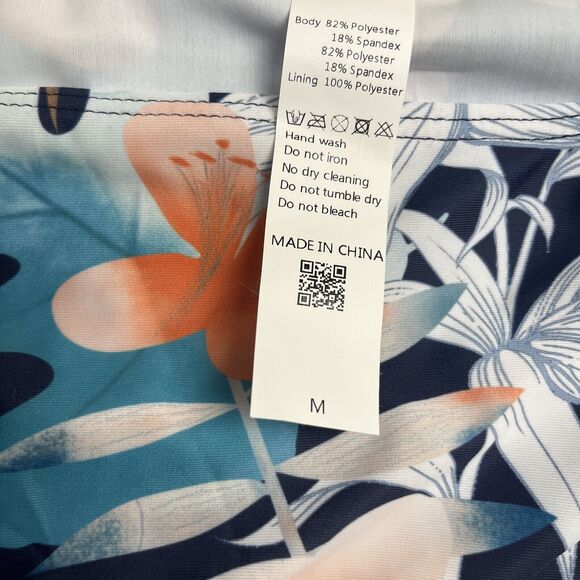 Body 82% Polyester
18% Spandex
82% Polyester
18% Spandex
Lining 100% Polyester
Hand wash
Do not iron
No dry cleaning
Do not tumble dry
Do not bleach
MADE IN CHINA
M